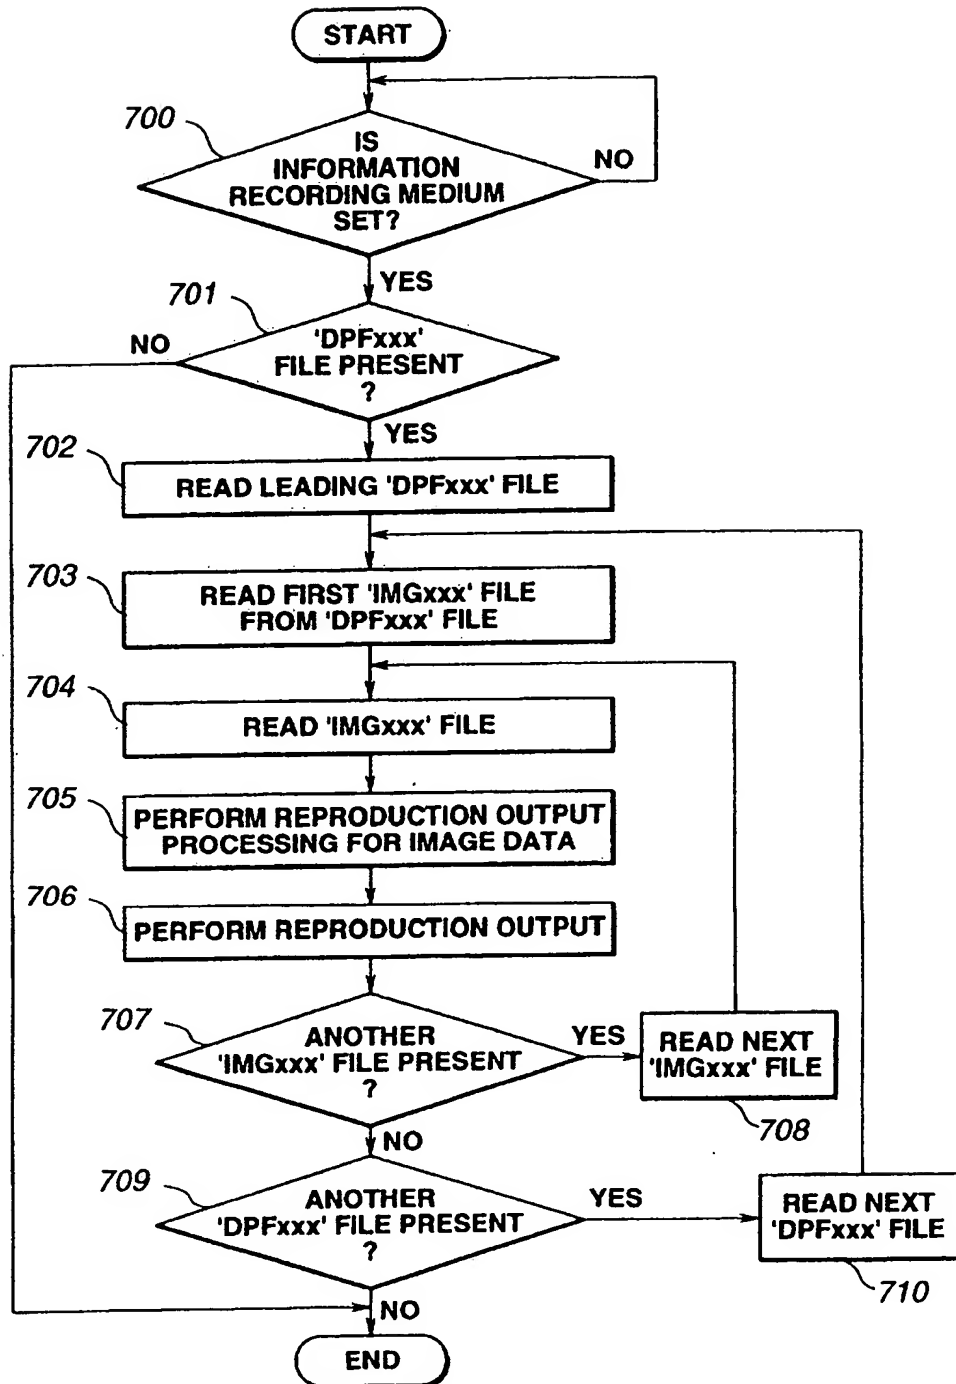 START
700
IS
INFORMATION
RECORDING MEDIUM
SET?
NO
YES
701
NO
'DPFxxx'
FILE PRESENT
?
YES
702
READ LEADING 'DPFxxx' FILE
703
READ FIRST 'IMGxxx' FILE
FROM 'DPFxxx' FILE
704
READ 'IMGxxx' FILE
705
PERFORM REPRODUCTION OUTPUT
PROCESSING FOR IMAGE DATA
706
PERFORM REPRODUCTION OUTPUT
707
ANOTHER
'IMGxxx' FILE PRESENT
?
YES
READ NEXT
'IMGxxx' FILE
708
NO
709
ANOTHER
'DPFxxx' FILE PRESENT
?
YES
READ NEXT
'DPFxxx' FILE
710
NO
END